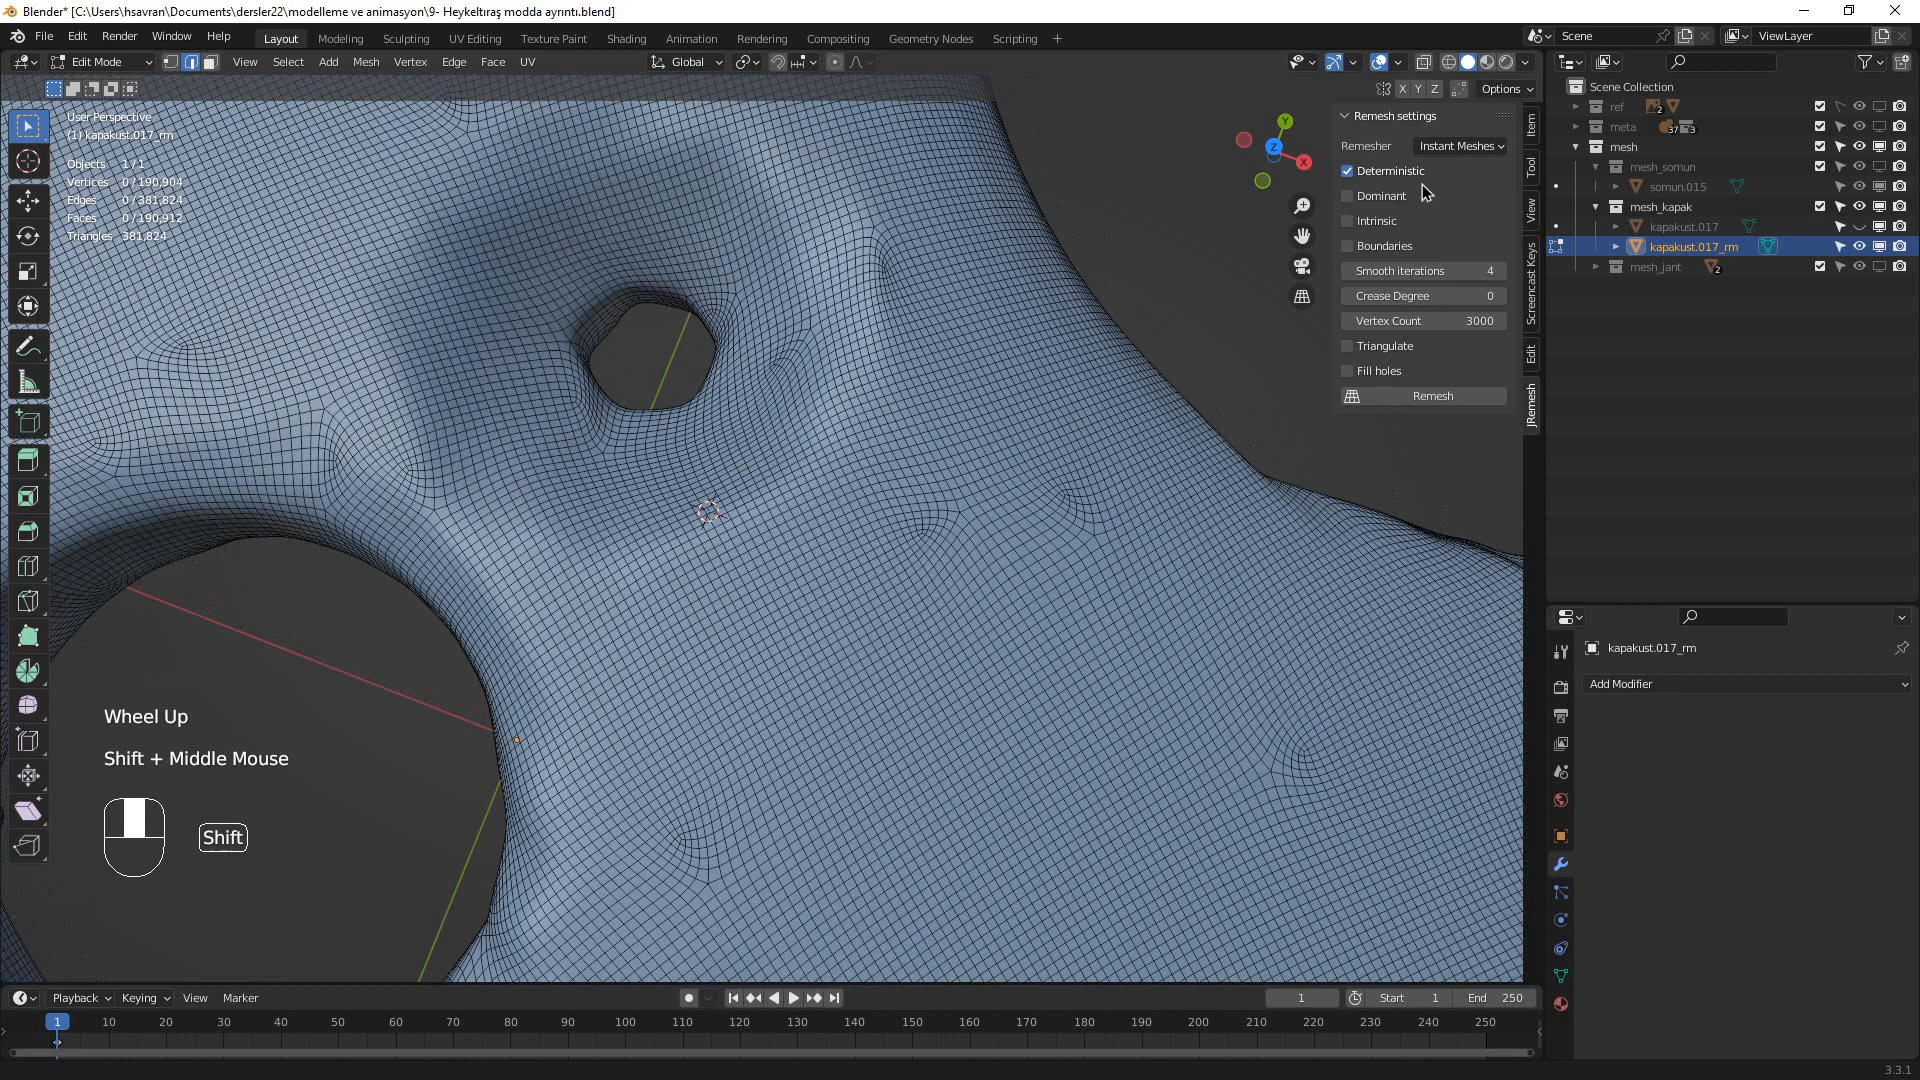 Blender* [C:\Users\hsavran\Documents\dersler22\modelleme ve animasyon\9- Heykeltıraş modda ayrıntı.blend]
File Edit Render Window Help Layout Modeling Sculpting UV Editing Texture Paint Shading Animation Rendering Compositing Geometry Nodes Scripting + Scene ViewLayer
Edit Mode View Select Add Mesh Vertex Edge Face UV Global
X Y Z Options
User Perspective
(1) kapakust.017_rm
Objects 1/1
Vertices 0/190,904
Edges 0/381,824
Faces 0/190,912
Triangles 381,824
Y
Z
X
Remesh settings
Remesher Instant Meshes
Deterministic
Dominant
Intrinsic
Boundaries
Smooth iterations 4
Crease Degree 0
Vertex Count 3000
Triangulate
Fill holes
Remesh
Item
Tool
View
Screencast Keys
Edit
JRemesh
Scene Collection
ref 2
meta 37 3
mesh
mesh_somun
somun.015
mesh_kapak
kapakust.017
kapakust.017_rm
mesh_jant 2
kapakust.017_rm
Add Modifier
Wheel Up
Shift + Middle Mouse
Shift
Playback Keying View Marker 1 Start 1 End 250
1 10 20 30 40 50 60 70 80 90 100 110 120 130 140 150 160 170 180 190 200 210 220 230 240 250
3.3.1